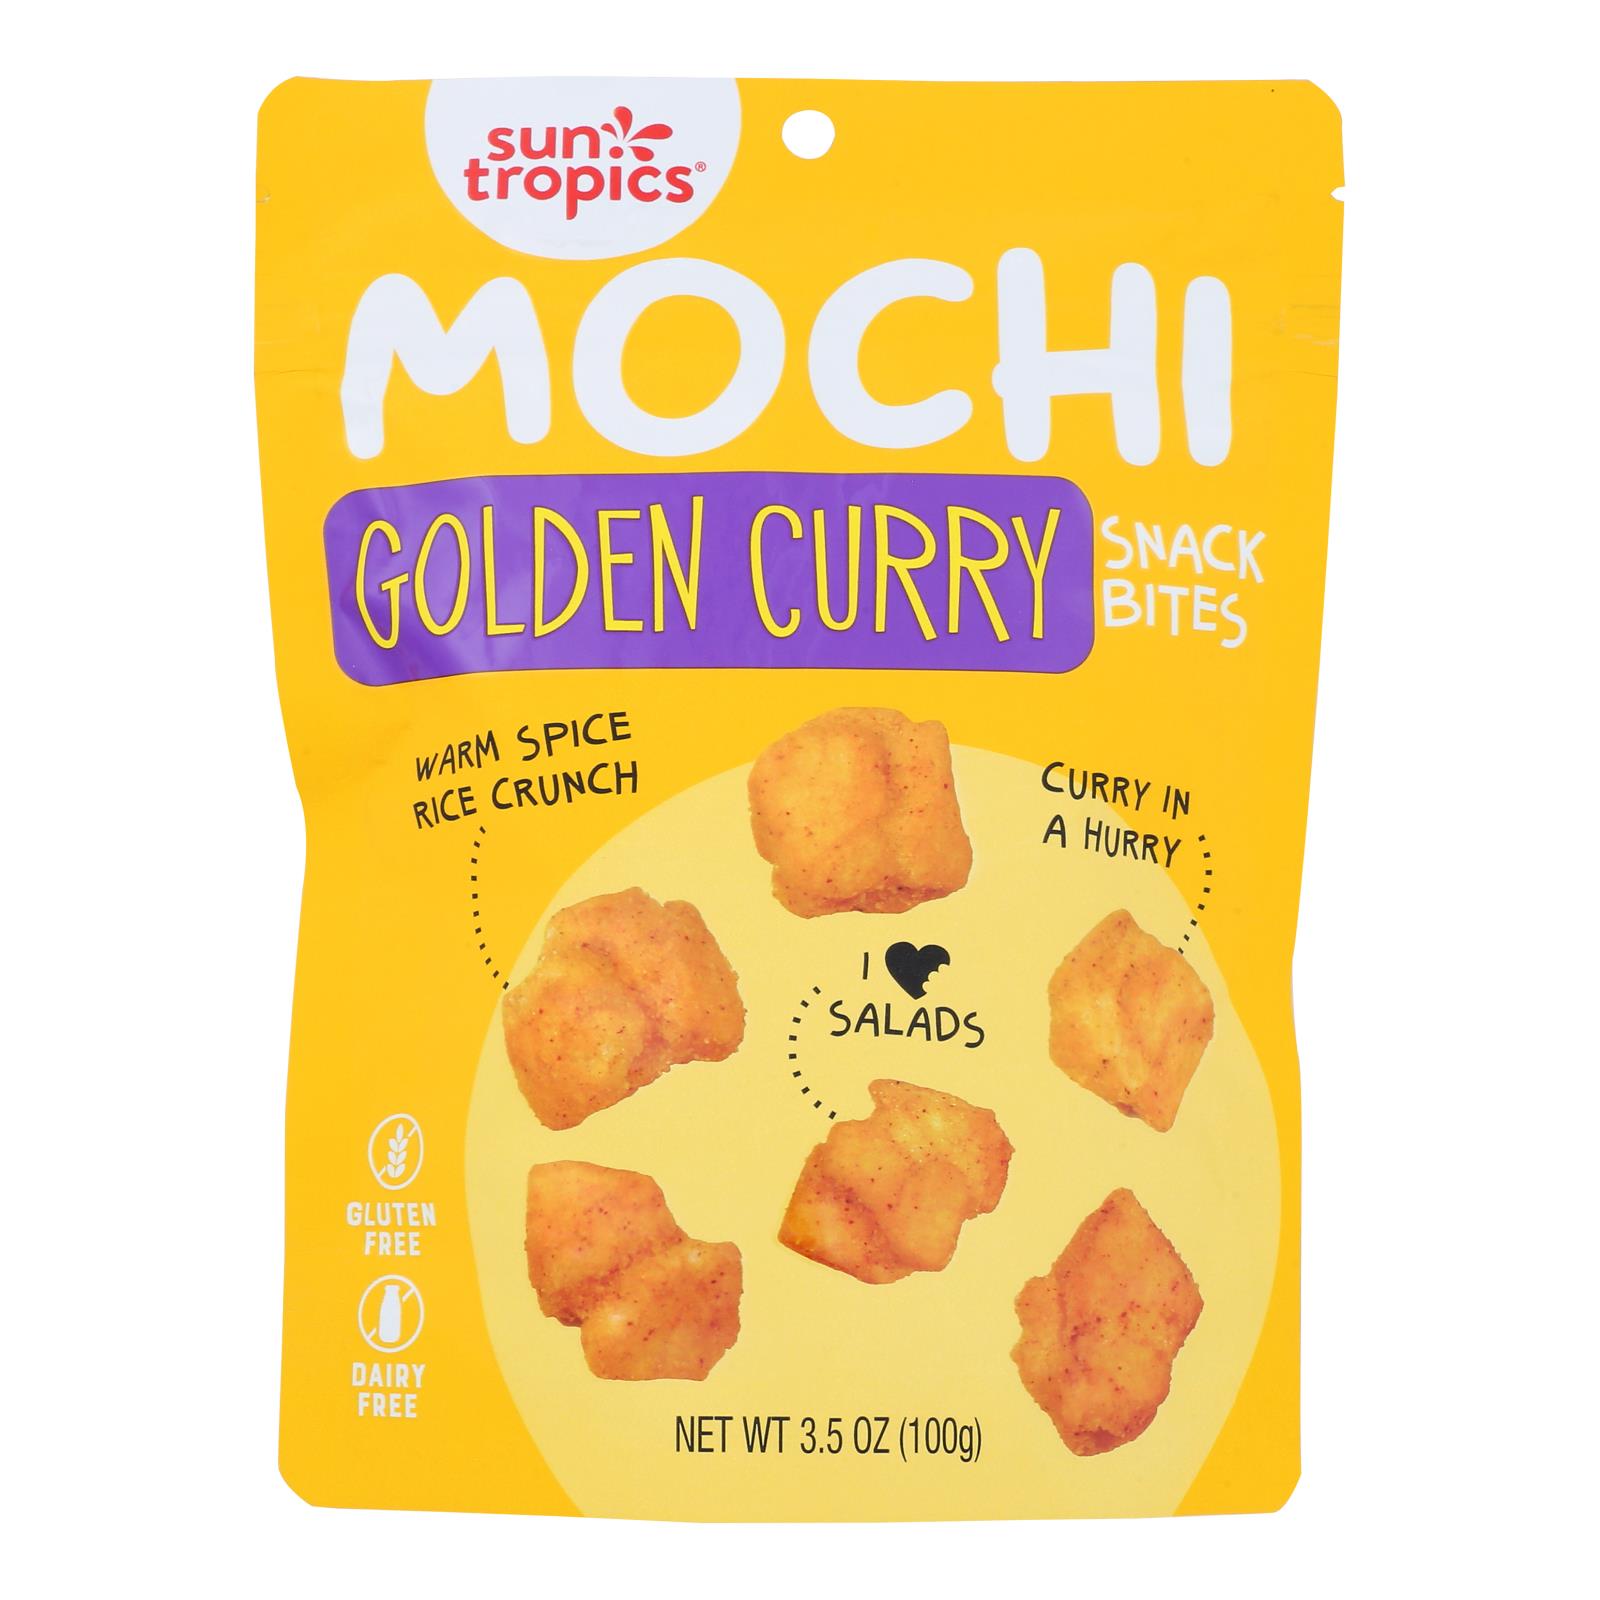 sun
tropics®
MOCHI
GOLDEN CURRY
SNACK
BITES
WARM SPICE
RICE CRUNCH
CURRY IN
A HURRY
I
SALADS
GLUTEN
FREE
DAIRY
FREE
NET WT 3.5 OZ (100g)